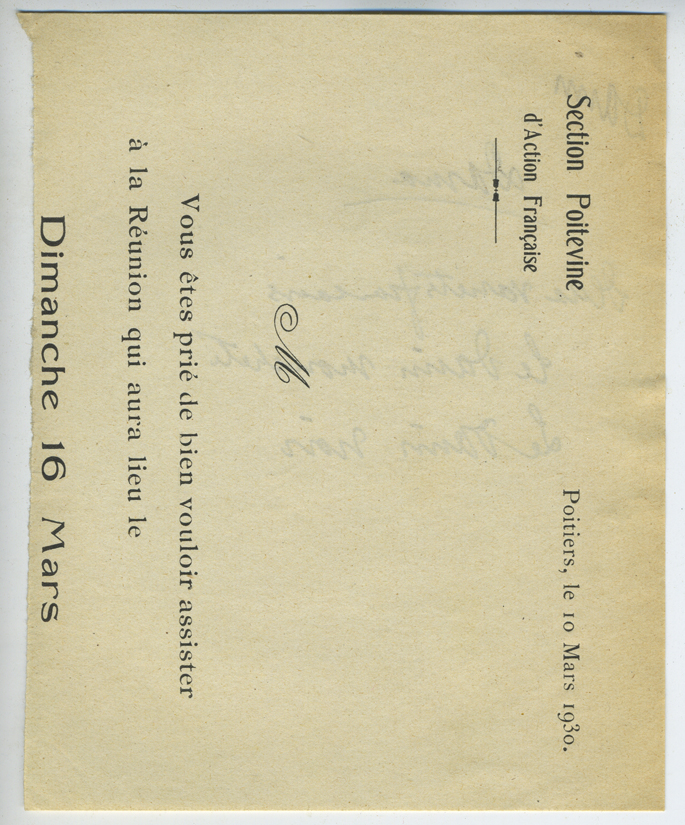 Section Poitevine
d'Action Française
Poitiers, le 10 Mars 1930.
M
Vous êtes prié de bien vouloir assister
à la Réunion qui aura lieu le
Dimanche 16 Mars